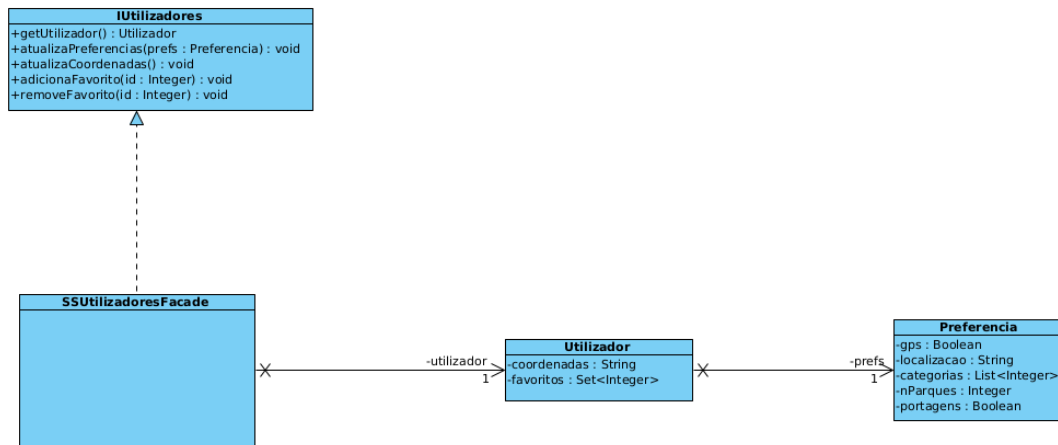 IUtilizadores
+getUtilizador() : Utilizador
+atualizaPreferencias(prefs : Preferencia) : void
+atualizaCoordenadas() : void
+adicionaFavorito(id : Integer) : void
+removeFavorito(id : Integer) : void
SSUtilizadoresFacade
-utilizador
1
Utilizador
-coordenadas : String
-favoritos : Set<Integer>
-prefs
1
Preferencia
-gps : Boolean
-localizacao : String
-categorias : List<Integer>
-nParques : Integer
-portagens : Boolean